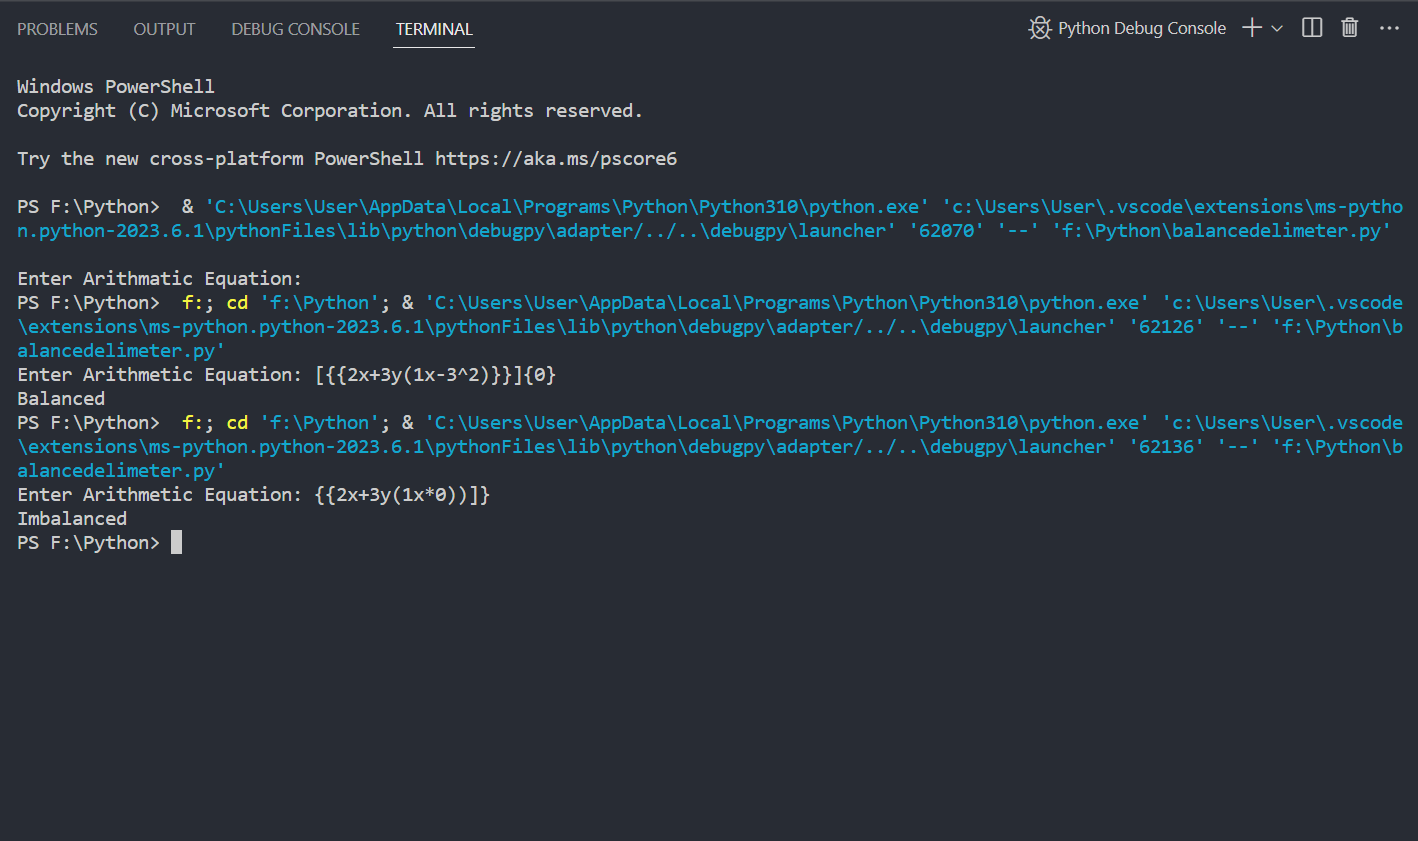 PROBLEMS OUTPUT DEBUG CONSOLE TERMINAL Python Debug Console
Windows PowerShell
Copyright (C) Microsoft Corporation. All rights reserved.
Try the new cross-platform PowerShell https://aka.ms/pscore6
PS F:\Python>  & 'C:\Users\User\AppData\Local\Programs\Python\Python310\python.exe' 'c:\Users\User\.vscode\extensions\ms-pytho
n.python-2023.6.1\pythonFiles\lib\python\debugpy\adapter/../..\debugpy\launcher' '62070' '--' 'f:\Python\balancedelimeter.py'
Enter Arithmatic Equation:
PS F:\Python>  f:; cd 'f:\Python'; & 'C:\Users\User\AppData\Local\Programs\Python\Python310\python.exe' 'c:\Users\User\.vscode
\extensions\ms-python.python-2023.6.1\pythonFiles\lib\python\debugpy\adapter/../..\debugpy\launcher' '62126' '--' 'f:\Python\b
alancedelimeter.py'
Enter Arithmetic Equation: [{{2x+3y(1x-3^2)}}]{0}
Balanced
PS F:\Python>  f:; cd 'f:\Python'; & 'C:\Users\User\AppData\Local\Programs\Python\Python310\python.exe' 'c:\Users\User\.vscode
\extensions\ms-python.python-2023.6.1\pythonFiles\lib\python\debugpy\adapter/../..\debugpy\launcher' '62136' '--' 'f:\Python\b
alancedelimeter.py'
Enter Arithmetic Equation: {{2x+3y(1x*0))]}
Imbalanced
PS F:\Python>